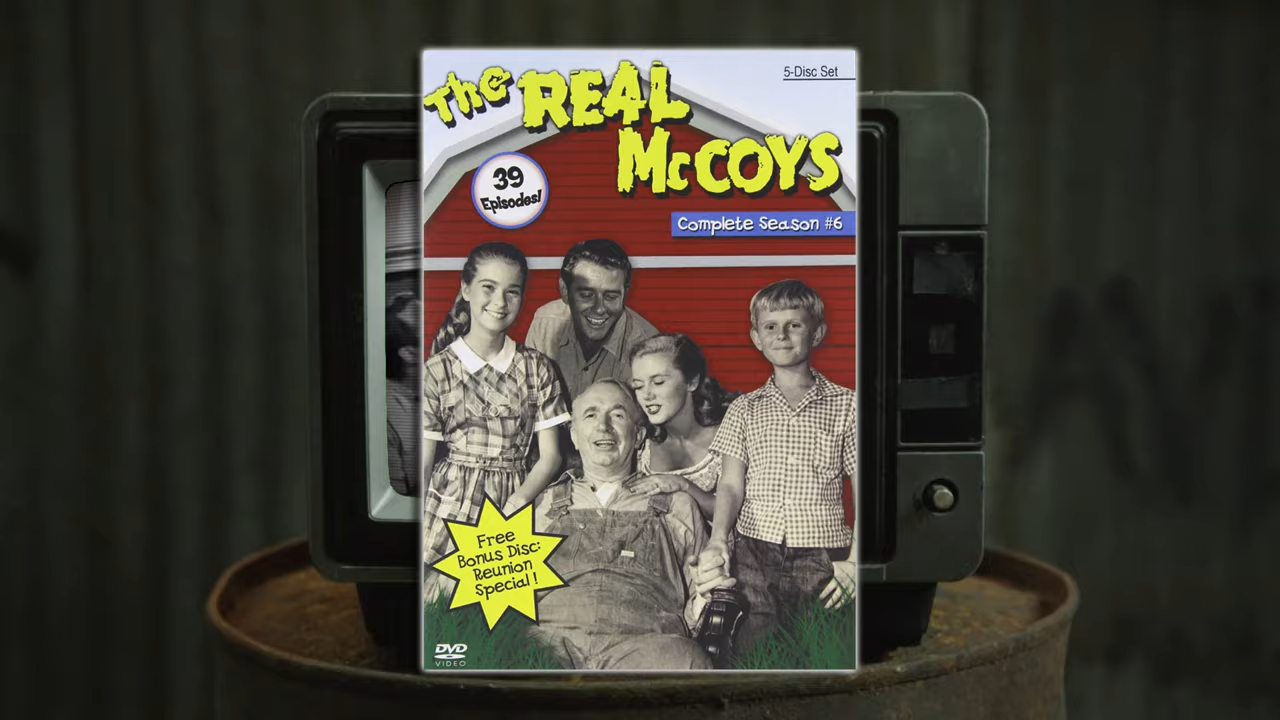 5-Disc Set
The REAL
McCOYS
39
Episodes!
Complete Season #6
Free
Bonus Disc:
Reunion
Special!
DVD
VIDEO